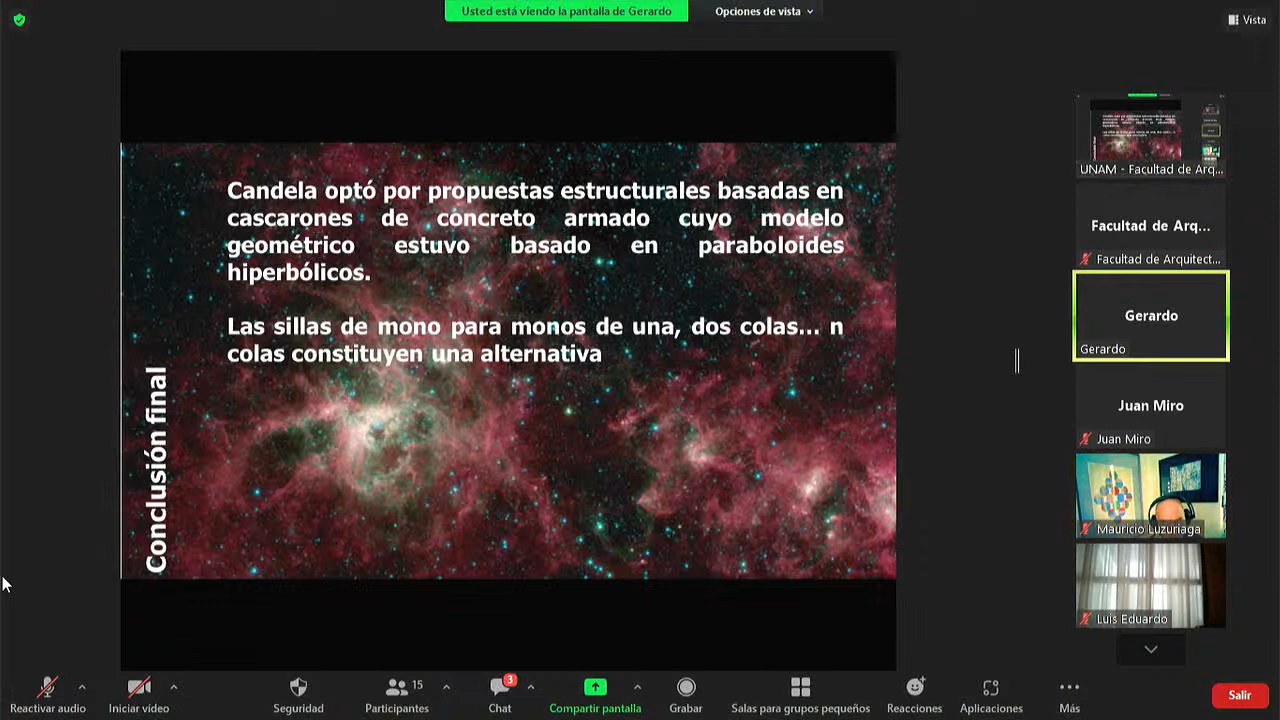 Usted está viendo la pantalla de Gerardo
Opciones de vista
Vista
Candela optó por propuestas estructurales basadas en
cascarones de concreto armado cuyo modelo
geométrico estuvo basado en paraboloides
hiperbólicos.
Las sillas de mono para monos de una, dos colas... n
colas constituyen una alternativa
Conclusión final
UNAM - Facultad de Arq...
Facultad de Arq...
Facultad de Arquitect...
Gerardo
Gerardo
Juan Miro
Juan Miro
Mauricio Luzuriaga
Luis Eduardo
Reactivar audio
Iniciar video
Seguridad
15
Participantes
3
Chat
Compartir pantalla
Grabar
Salas para grupos pequeños
Reacciones
Aplicaciones
Más
Salir